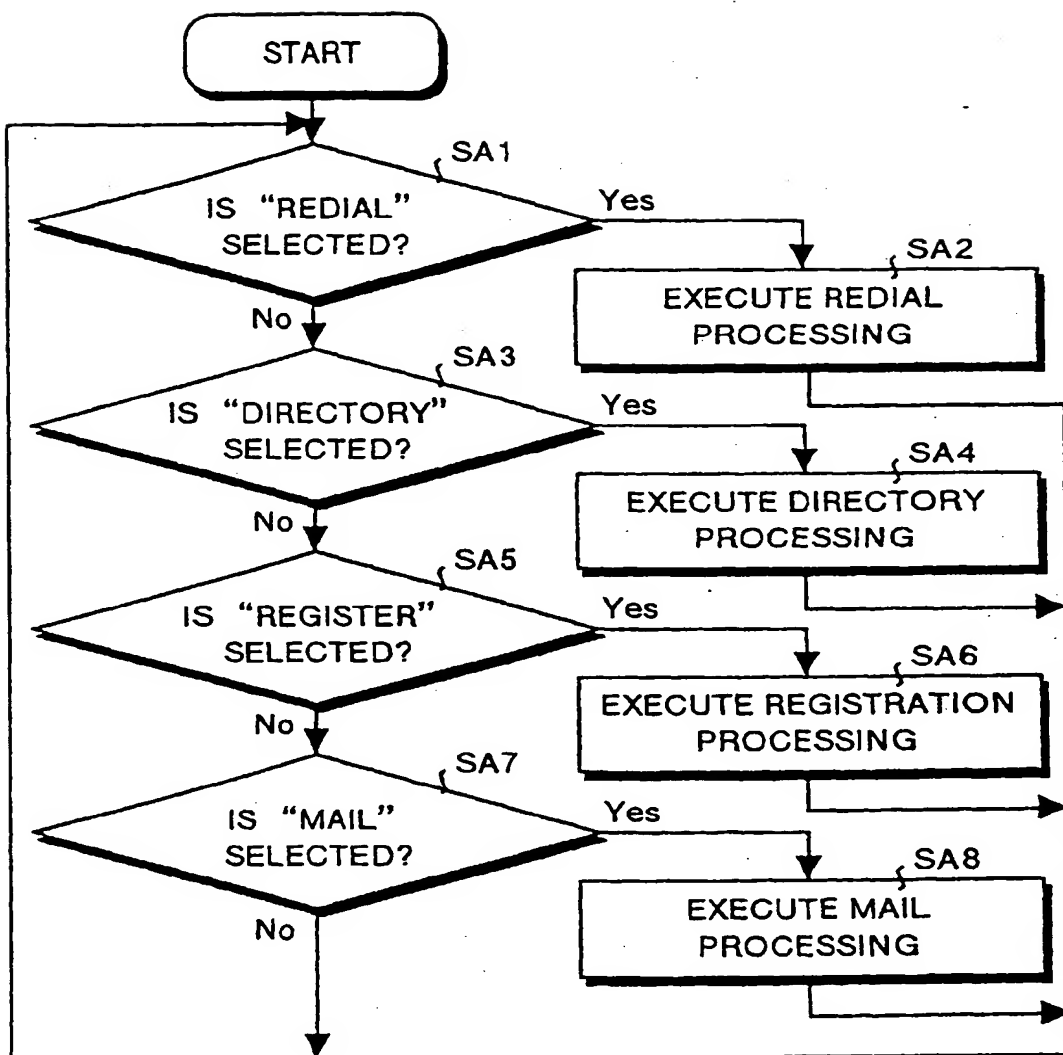 START
SA1
IS “REDIAL”
SELECTED?
Yes
SA2
EXECUTE REDIAL
PROCESSING
No
SA3
IS “DIRECTORY”
SELECTED?
Yes
SA4
EXECUTE DIRECTORY
PROCESSING
No
SA5
IS “REGISTER”
SELECTED?
Yes
SA6
EXECUTE REGISTRATION
PROCESSING
No
SA7
IS “MAIL”
SELECTED?
Yes
SA8
EXECUTE MAIL
PROCESSING
No